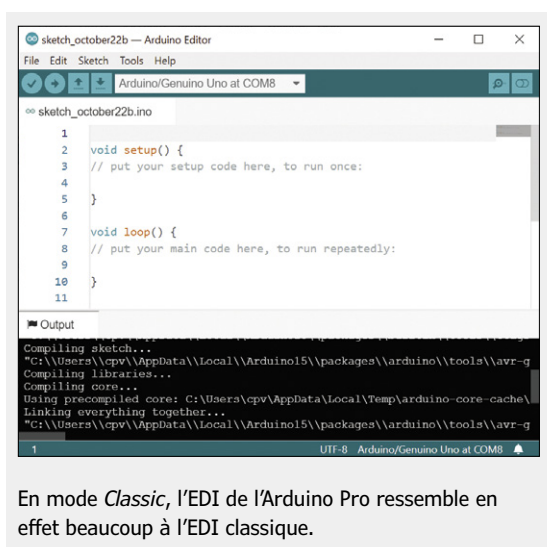 sketch_october22b — Arduino Editor
File Edit Sketch Tools Help
Arduino/Genuino Uno at COM8
sketch_october22b.ino
1
2 void setup() {
3 // put your setup code here, to run once:
4
5 }
6
7 void loop() {
8 // put your main code here, to run repeatedly:
9
10 }
11
Output
Compiling sketch...
"C:\\Users\\cpv\\AppData\\Local\\Arduino15\\packages\\arduino\\tools\\avr-g
Compiling libraries...
Compiling core...
Using precompiled core: C:\Users\cpv\AppData\Local\Temp\arduino-core-cache\
Linking everything together...
"C:\\Users\\cpv\\AppData\\Local\\Arduino15\\packages\\arduino\\tools\\avr-g
1 UTF-8 Arduino/Genuino Uno at COM8
En mode Classic, l’EDI de l’Arduino Pro ressemble en
effet beaucoup à l’EDI classique.